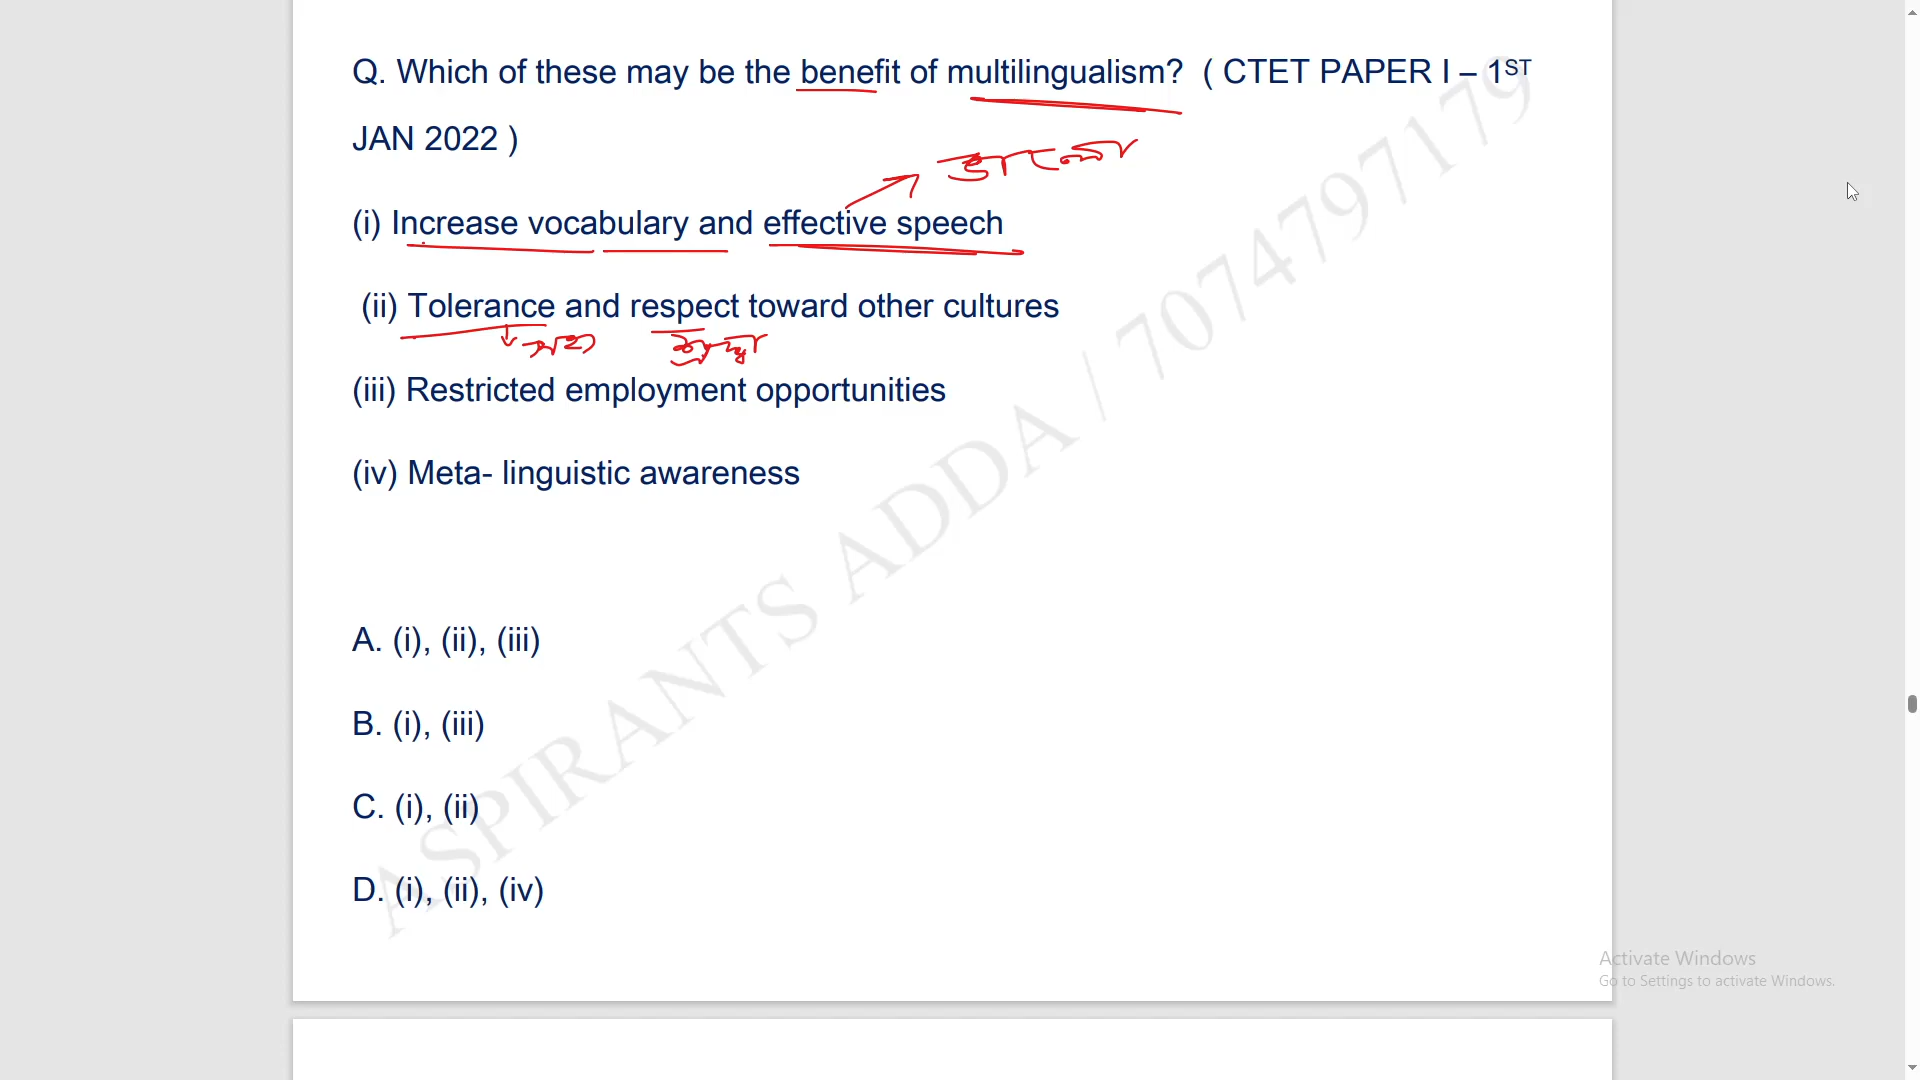 Q. Which of these may be the benefit of multilingualism? ( CTET PAPER I – 1ST
JAN 2022 )
(i) Increase vocabulary and effective speech
(ii) Tolerance and respect toward other cultures
(iii) Restricted employment opportunities
(iv) Meta- linguistic awareness
A. (i), (ii), (iii)
B. (i), (iii)
C. (i), (ii)
D. (i), (ii), (iv)
ASPIRANTS ADDA / 7074797179
Activate Windows
Go to Settings to activate Windows.